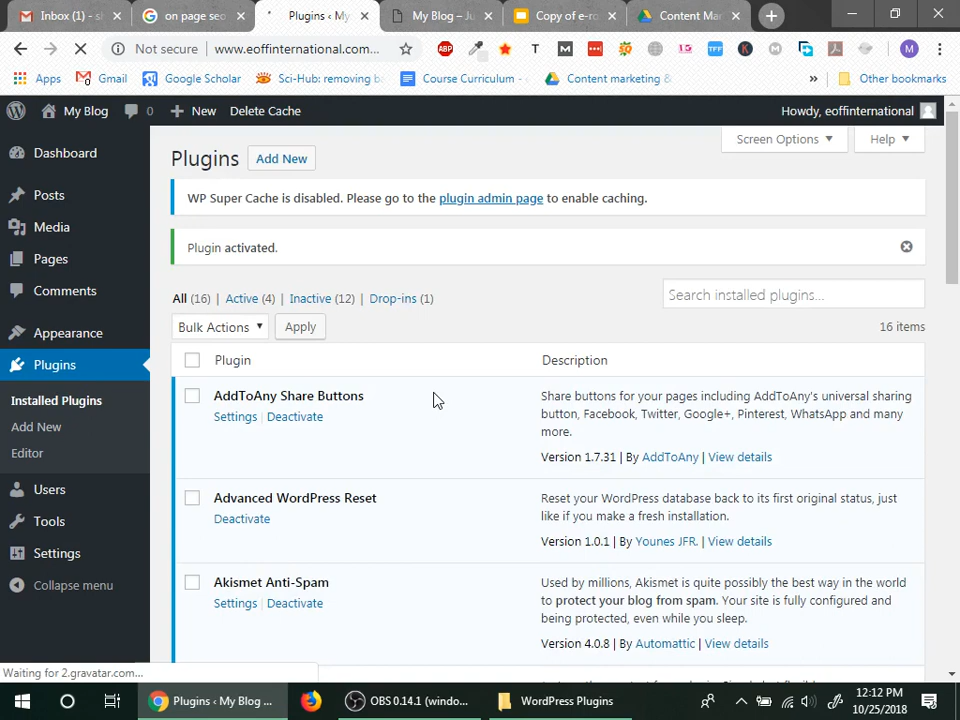 Inbox (1) - s
on page seo
Plugins ‹ My
My Blog – Ju
Copy of e-ro
Content Mar
Not secure
www.eoffinternational.com...
ABP
T
TFF
K
M
Apps
Gmail
Google Scholar
Sci-Hub: removing ba
Course Curriculum -
Content marketing &
»
Other bookmarks
My Blog
0
New
Delete Cache
Howdy, eoffinternational
Dashboard
Posts
Media
Pages
Comments
Appearance
Plugins
Installed Plugins
Add New
Editor
Users
Tools
Settings
Collapse menu
Plugins
Add New
Screen Options
Help
WP Super Cache is disabled. Please go to the plugin admin page to enable caching.
Plugin activated.
All (16) | Active (4) | Inactive (12) | Drop-ins (1)
Search installed plugins...
Bulk Actions
Apply
16 items
Plugin
Description
AddToAny Share Buttons
Settings | Deactivate
Share buttons for your pages including AddToAny's universal sharing
button, Facebook, Twitter, Google+, Pinterest, WhatsApp and many
more.
Version 1.7.31 | By AddToAny | View details
Advanced WordPress Reset
Deactivate
Reset your WordPress database back to its first original status, just
like if you make a fresh installation.
Version 1.0.1 | By Younes JFR. | View details
Akismet Anti-Spam
Settings | Deactivate
Used by millions, Akismet is quite possibly the best way in the world
to protect your blog from spam. Your site is fully configured and
being protected, even while you sleep.
Version 4.0.8 | By Automattic | View details
Waiting for 2.gravatar.com...
Plugins ‹ My Blog ...
OBS 0.14.1 (windo...
WordPress Plugins
12:12 PM
10/25/2018